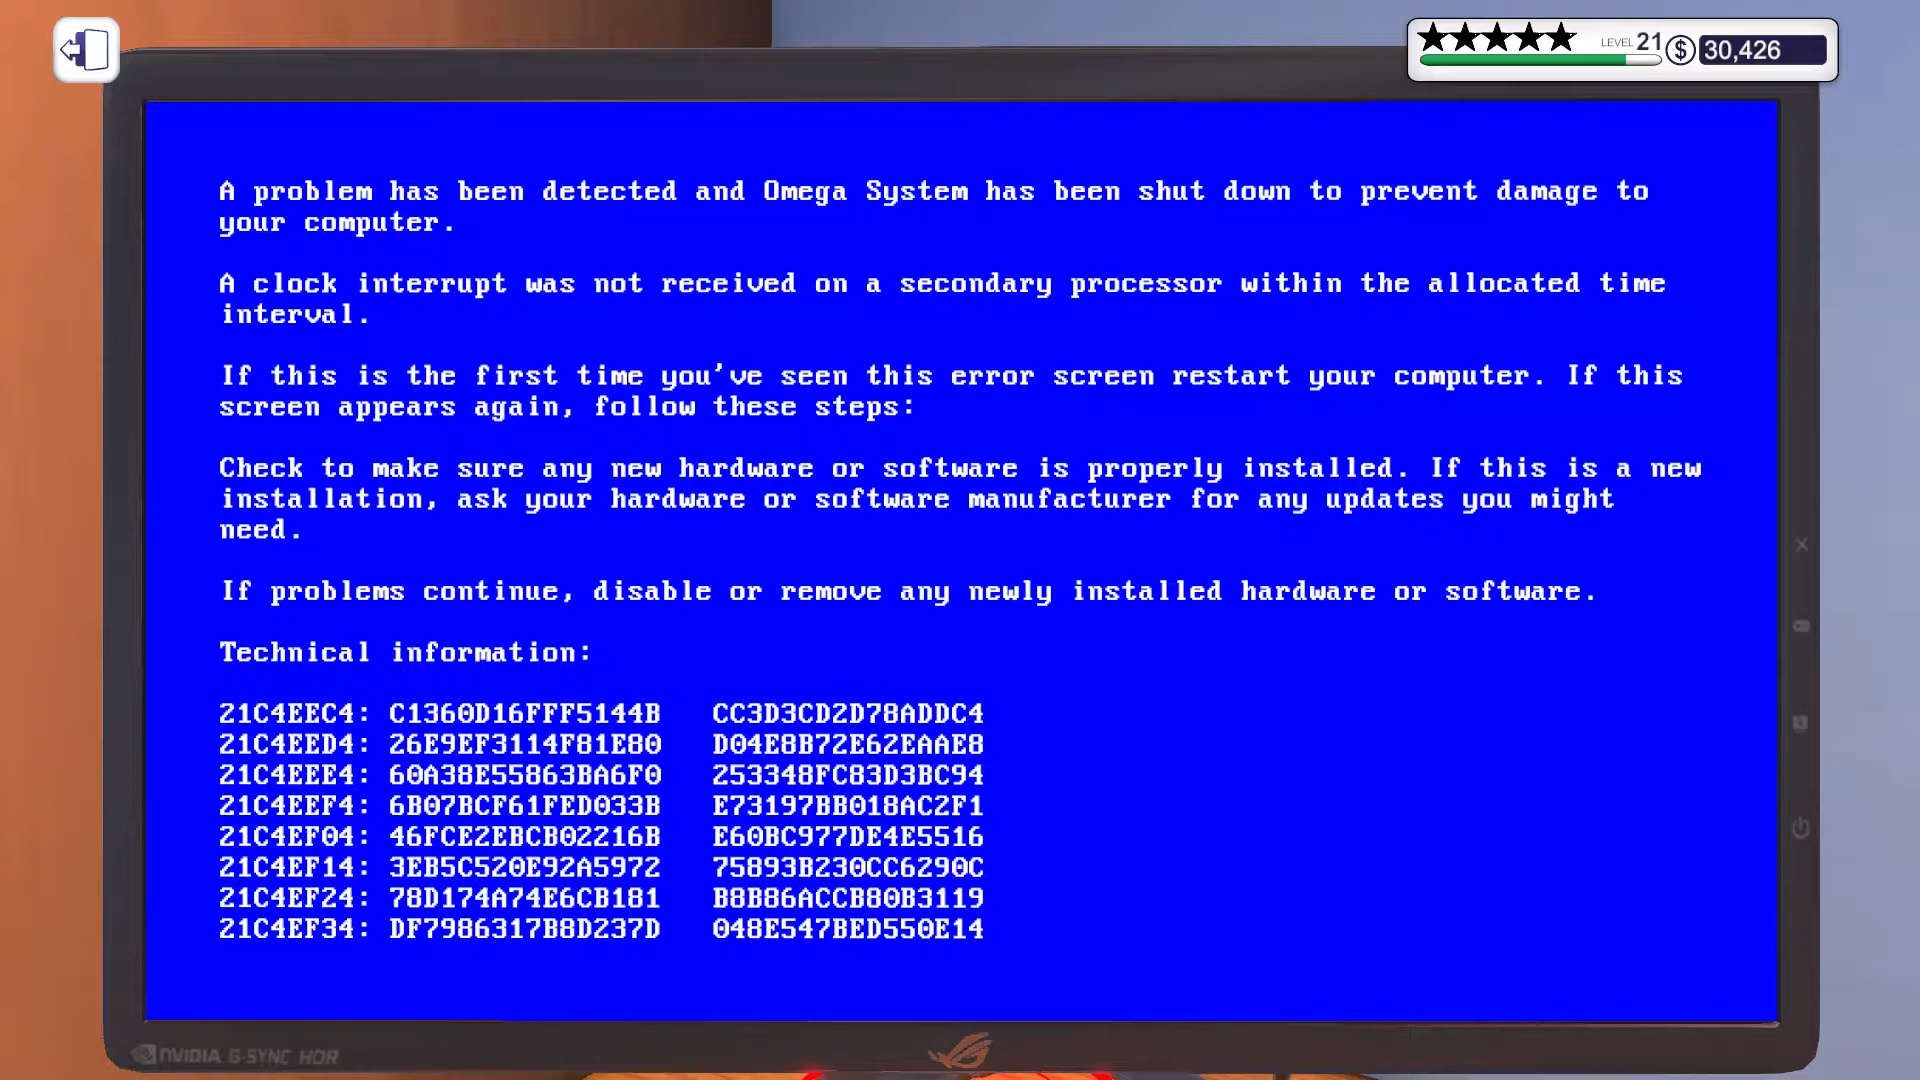 ★★★★★ LEVEL 21 $ 30,426
A problem has been detected and Omega System has been shut down to prevent damage to
your computer.
A clock interrupt was not received on a secondary processor within the allocated time
interval.
If this is the first time you've seen this error screen restart your computer. If this
screen appears again, follow these steps:
Check to make sure any new hardware or software is properly installed. If this is a new
installation, ask your hardware or software manufacturer for any updates you might
need.
If problems continue, disable or remove any newly installed hardware or software.
Technical information:
21C4EEC4: C1360D16FFF5144B CC3D3CD2D78ADDC4
21C4EED4: 26E9EF3114F81E80 D04E8B72E62EAAE8
21C4EEE4: 60A38E55863BA6F0 253348FC83D3BC94
21C4EEF4: 6B07BCF61FED033B E73197BB018AC2F1
21C4EF04: 46FCE2EBCB02216B E60BC977DE4E5516
21C4EF14: 3EB5C520E92A5972 75893B230CC6290C
21C4EF24: 78D174A74E6CB181 B8B86ACCB80B3119
21C4EF34: DF7986317B8D237D 048E547BED550E14
NVIDIA G-SYNC HDR